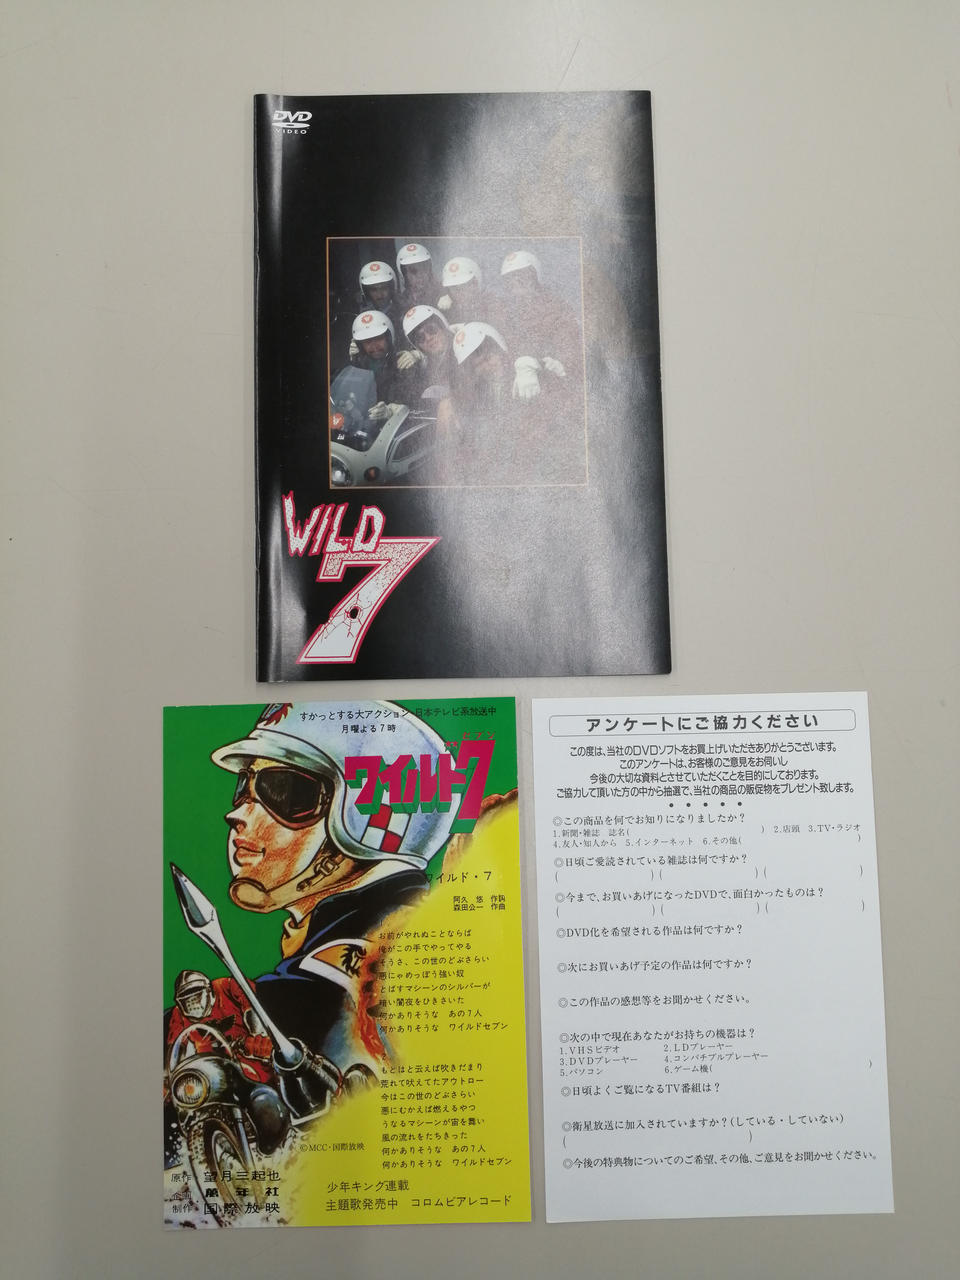 DVD
VIDEO
WILD
7
すかっとする大アクション・日本テレビ系放送中
月曜よる7時
セブン
ワイルド7
ワイルド・7
阿久 悠 作詞
森田公一 作曲
1
お前がやれぬことならば
俺がこの手でやってやる
そうさ、この世のどぶさらい
悪にゃめっぽう強い奴
とばすマシーンのシルバーが
暗い闇夜をひきさいた
何かありそうな あの7人
何かありそうな ワイルドセブン
2
もとはと云えば吹きだまり
荒れて吠えてたアウトロー
今はこの世のどぶさらい
悪にむかえば燃えるやつ
うなるマシーンが宙を舞い
風の流れをたちきった
何かありそうな あの7人
何かありそうな ワイルドセブン
©MCC・国際放映
原作 望月三起也
企画 萬年社
制作 国際放映
少年キング連載
主題歌発売中 コロムビアレコード
アンケートにご協力ください
この度は、当社のDVDソフトをお買上げいただきありがとうございます。
このアンケートは、お客様のご意見をお伺いし
今後の大切な資料とさせていただくことを目的にしております。
ご協力して頂いた方の中から抽選で、当社の商品の販促物をプレゼント致します。
● ● ● ● ●
◎この商品を何でお知りになりましたか？
1.新聞・雑誌 誌名( ) 2.店頭 3.TV・ラジオ
4.友人・知人から 5.インターネット 6.その他( )
◎日頃ご愛読されている雑誌は何ですか？
( ) ( ) ( )
◎今まで、お買いあげになったDVDで、面白かったものは？
( ) ( ) ( )
◎DVD化を希望される作品は何ですか？
◎次にお買いあげ予定の作品は何ですか？
◎この作品の感想等をお聞かせください。
◎次の中で現在あなたがお持ちの機器は？
1.VHSビデオ 2.LDプレーヤー
3.DVDプレーヤー 4.コンパチブルプレーヤー
5.パソコン 6.ゲーム機( )
◎日頃よくご覧になるTV番組は？
◎衛星放送に加入されていますか？(している・していない)
( )
◎今後の特典物についてのご希望、その他、ご意見をお聞かせください。